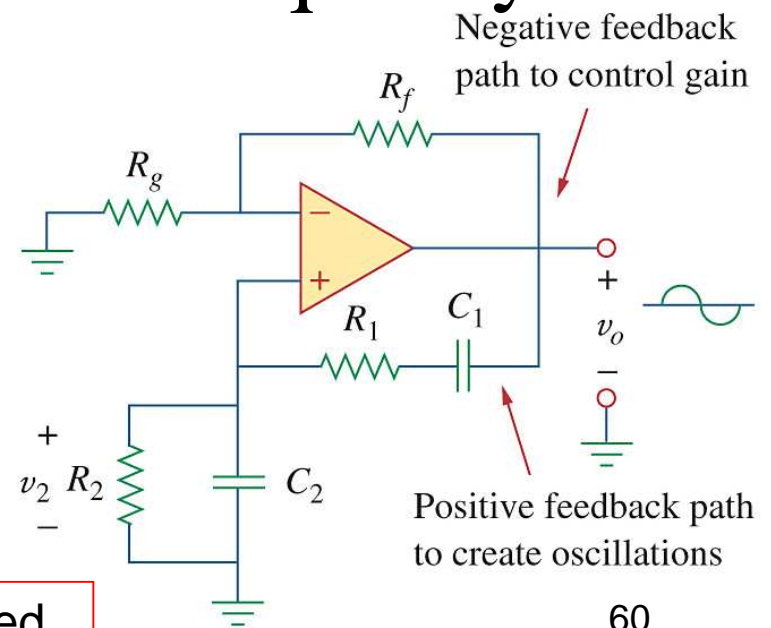 Negative feedback
path to control gain
R_f
R_g
−
+
R_1
C_1
+
v_o
−
+
v_2 R_2
−
C_2
Positive feedback path
to create oscillations
60